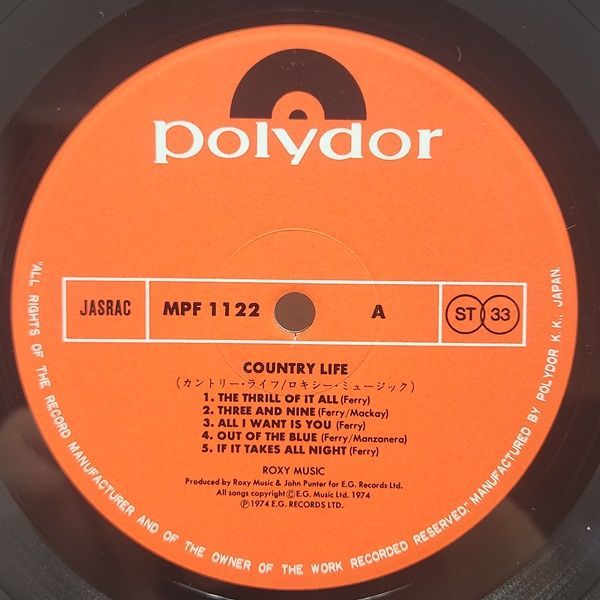 polydor
JASRAC
MPF 1122
A
ST 33
COUNTRY LIFE
(カントリー・ライフ/ロキシー・ミュージック)
1. THE THRILL OF IT ALL (Ferry)
2. THREE AND NINE (Ferry/Mackay)
3. ALL I WANT IS YOU (Ferry)
4. OUT OF THE BLUE (Ferry/Manzanera)
5. IF IT TAKES ALL NIGHT (Ferry)
ROXY MUSIC
Produced by Roxy Music & John Punter for E.G. Records Ltd.
All songs copyright Ⓒ E.G. Music Ltd. 1974
Ⓟ 1974 E.G. RECORDS LTD.
"ALL RIGHTS OF THE RECORD MANUFACTURER AND OF THE OWNER OF THE WORK RECORDED RESERVED." MANUFACTURED BY POLYDOR K.K., JAPAN.